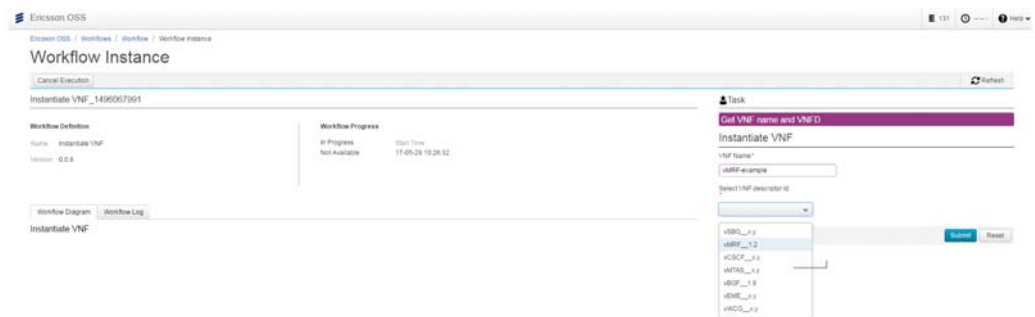 Ericsson OSS
131
Help
Ericsson OSS / Workflows / Workflow / Workflow Instance
Workflow Instance
Cancel Execution
Refresh
Instantiate VNF_1496067991
Workflow Definition
Name Instantiate VNF
Version 0.0.8
Workflow Progress
In Progress Start Time
Not Available 17-05-29 10:26:32
Workflow Diagram Workflow Log
Instantiate VNF
Task
Get VNF name and VNFD
Instantiate VNF
VNF Name*
vMRF-example
Select VNF descriptor Id
*
vSBG__x.y
vMRF__1.2
vCSCF__x.y
vMTAS__x.y
vBGF__1.9
vEME__x.y
vWCG__x.y
Submit Reset